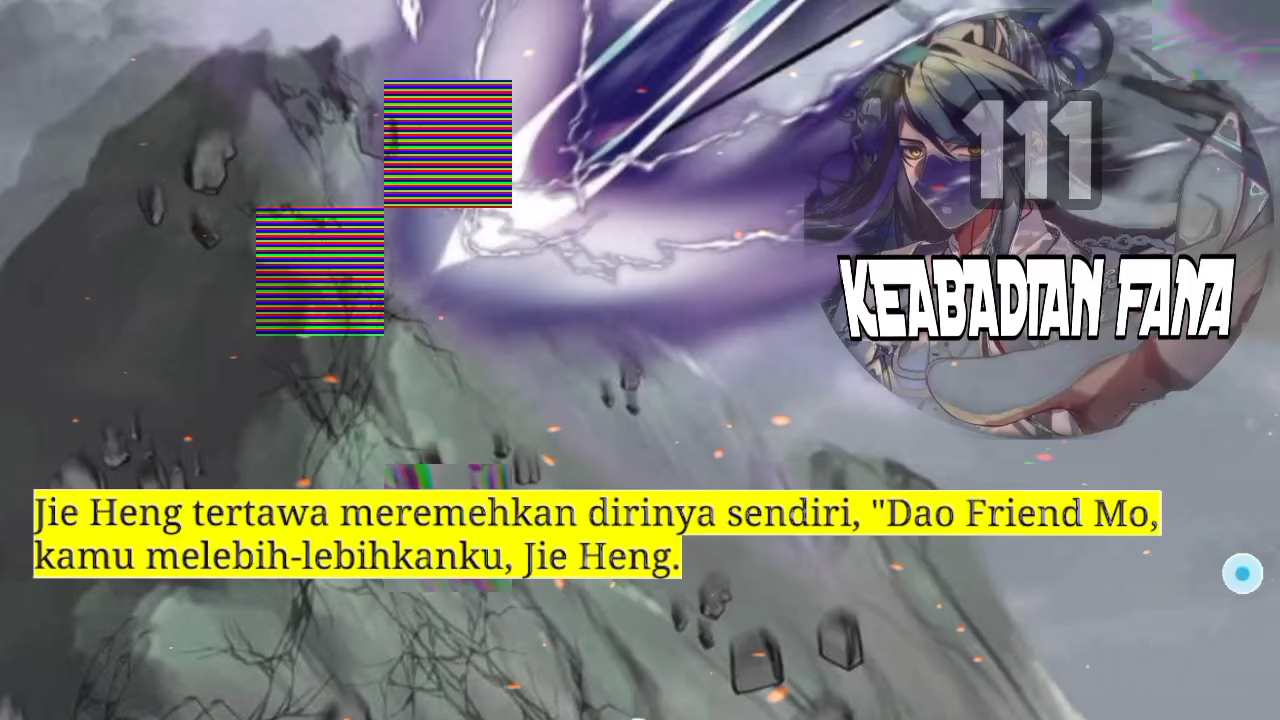 111
KEABADIAN FANA
Jie Heng tertawa meremehkan dirinya sendiri, "Dao Friend Mo,
kamu melebih-lebihkanku, Jie Heng.